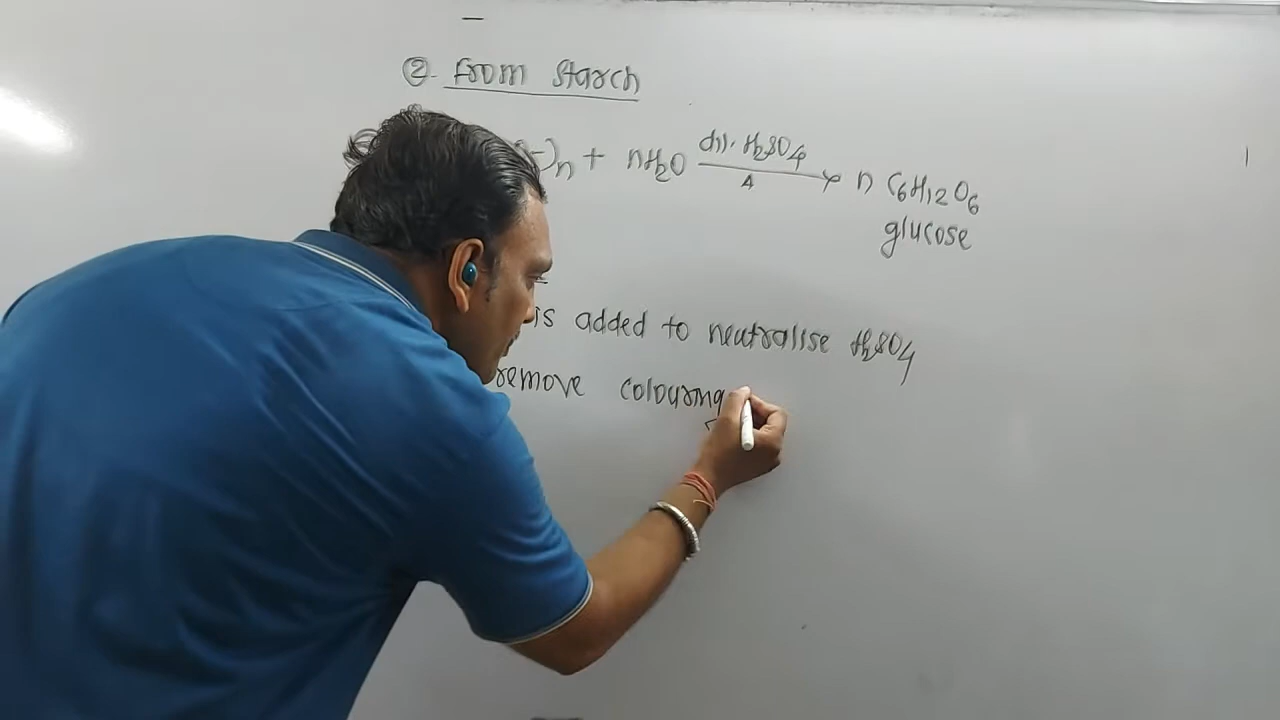 ②. From Starch
-)n + nH₂O dil. H₂SO₄ Δ → n C₆H₁₂O₆
glucose
is added to neutralise H₂SO₄
remove colouring